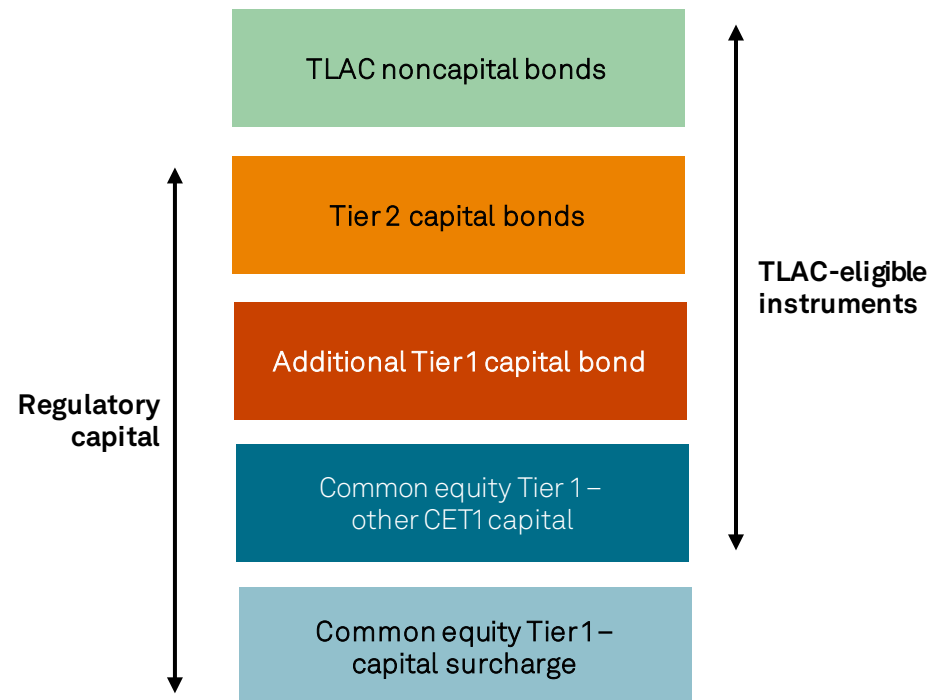 TLAC noncapital bonds
Tier 2 capital bonds
TLAC-eligible
instruments
Additional Tier 1 capital bond
Regulatory
capital
Common equity Tier 1 –
other CET1 capital
Common equity Tier 1 –
capital surcharge